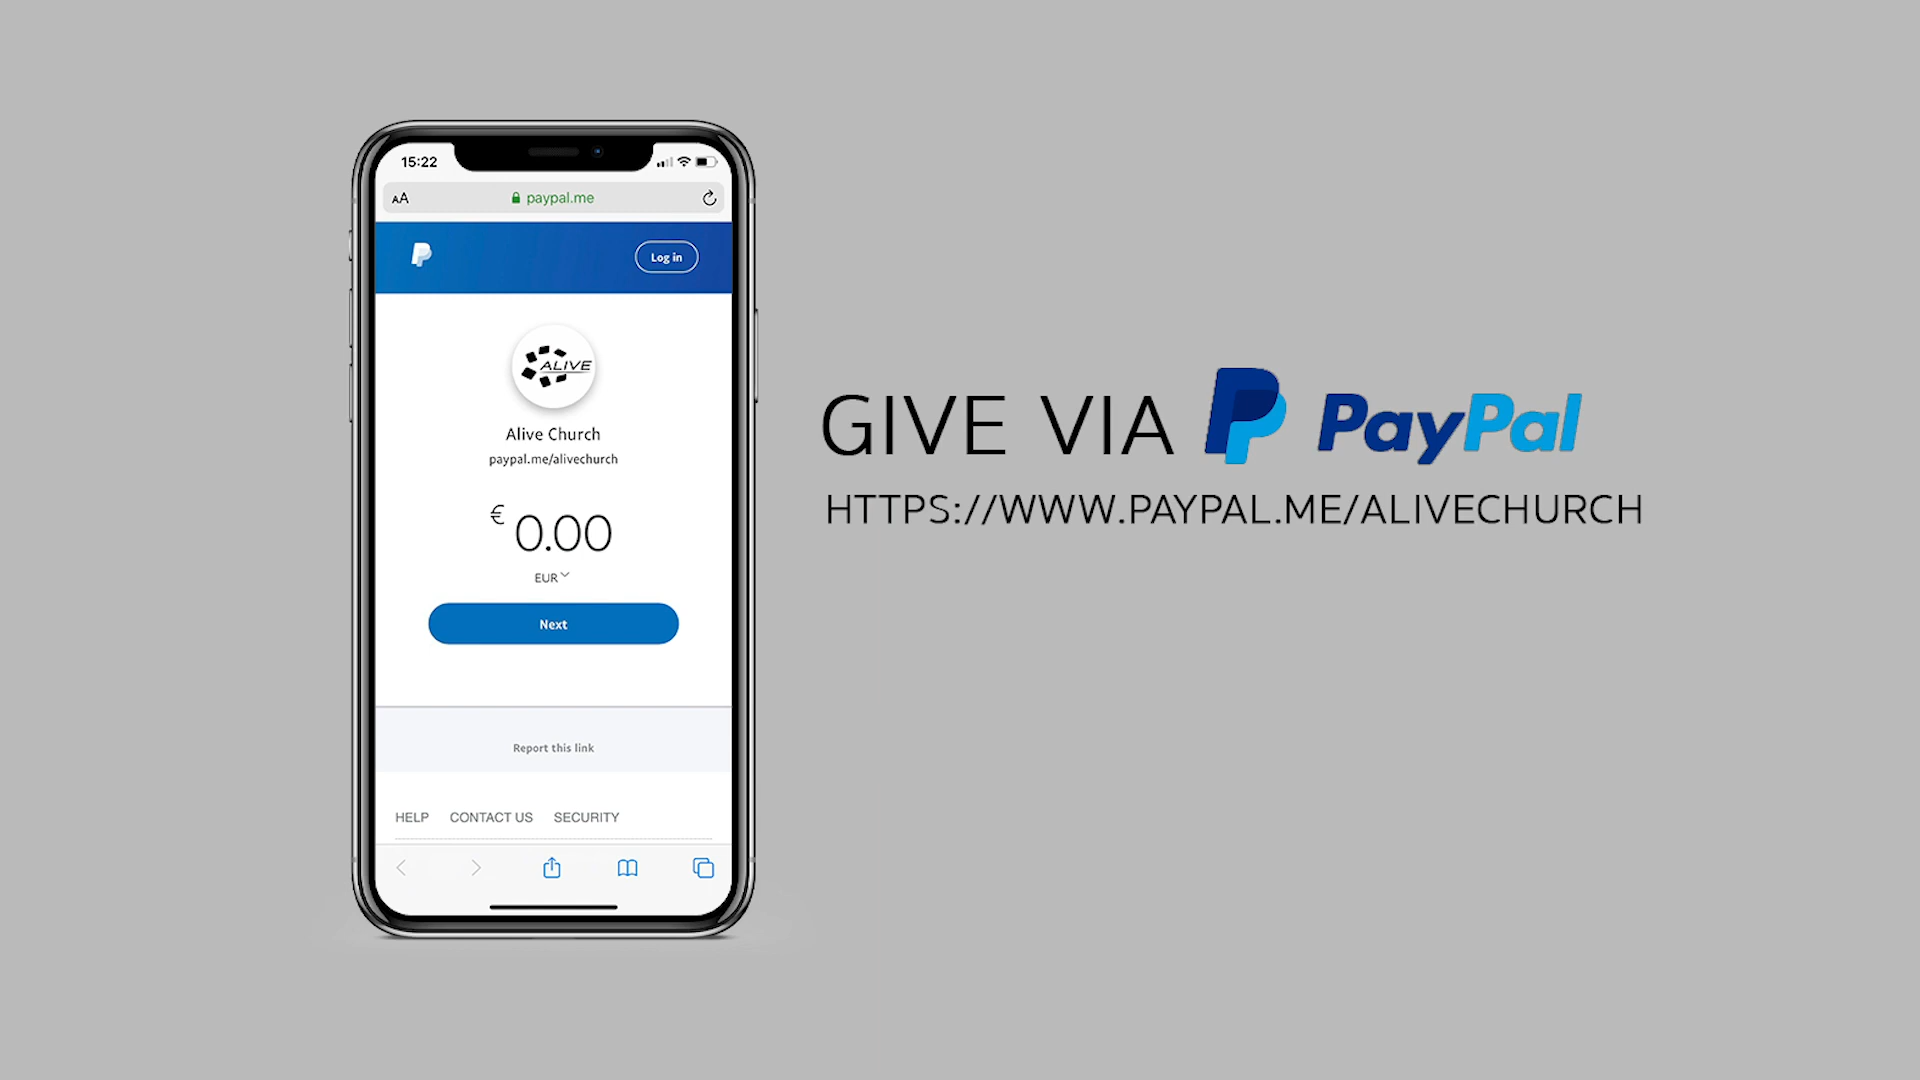 15:22
AA
paypal.me
Log in
ALIVE
Alive Church
paypal.me/alivechurch
€ 0.00
EUR
Next
Report this link
HELP CONTACT US SECURITY
GIVE VIA PayPal
HTTPS://WWW.PAYPAL.ME/ALIVECHURCH